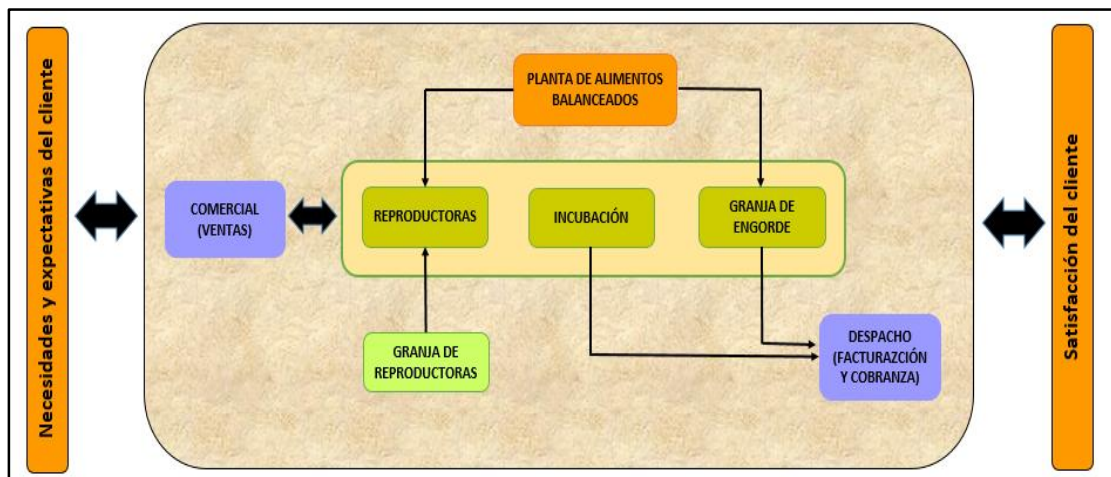 Necesidades y expectativas del cliente
PLANTA DE ALIMENTOS
BALANCEADOS
COMERCIAL
(VENTAS)
REPRODUCTORAS
INCUBACIÓN
GRANJA DE
ENGORDE
GRANJA DE
REPRODUCTORAS
DESPACHO
(FACTURAZCIÓN
Y COBRANZA)
Satisfacción del cliente